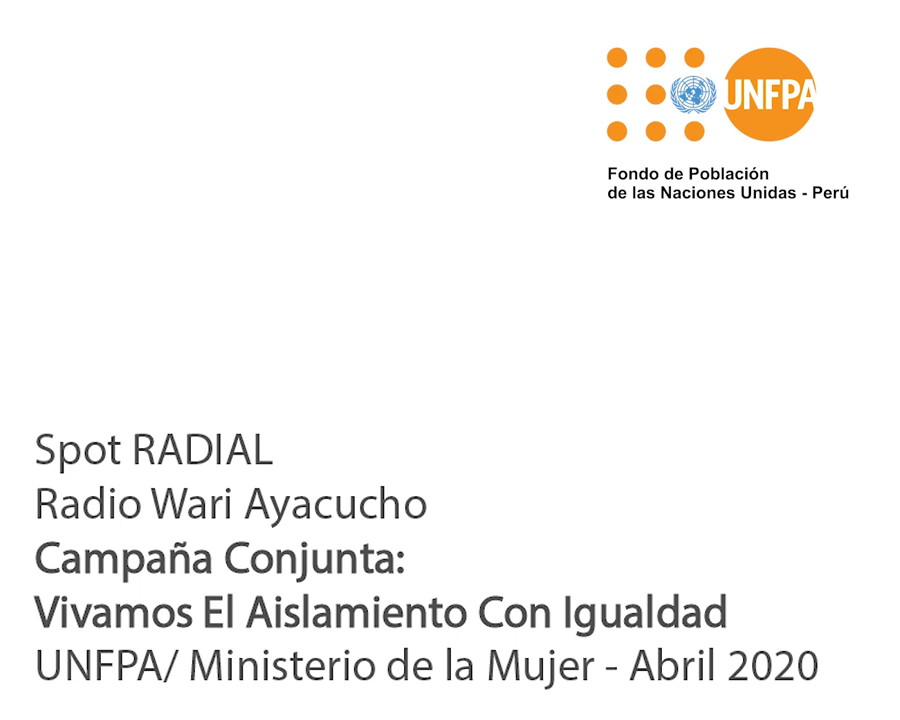 UNFPA
Fondo de Población
de las Naciones Unidas - Perú
Spot RADIAL
Radio Wari Ayacucho
Campaña Conjunta:
Vivamos El Aislamiento Con Igualdad
UNFPA/ Ministerio de la Mujer - Abril 2020